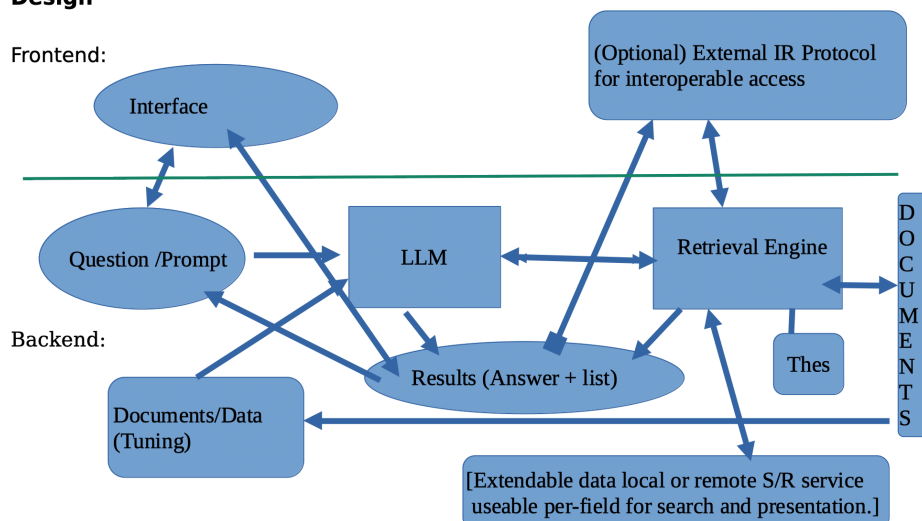 Design
Frontend:
(Optional) External IR Protocol
for interoperable access
Interface
Question /Prompt
LLM
Retrieval Engine
D
O
C
U
M
E
N
T
S
Backend:
Results (Answer + list)
Thes
Documents/Data
(Tuning)
[Extendable data local or remote S/R service
useable per-field for search and presentation.]